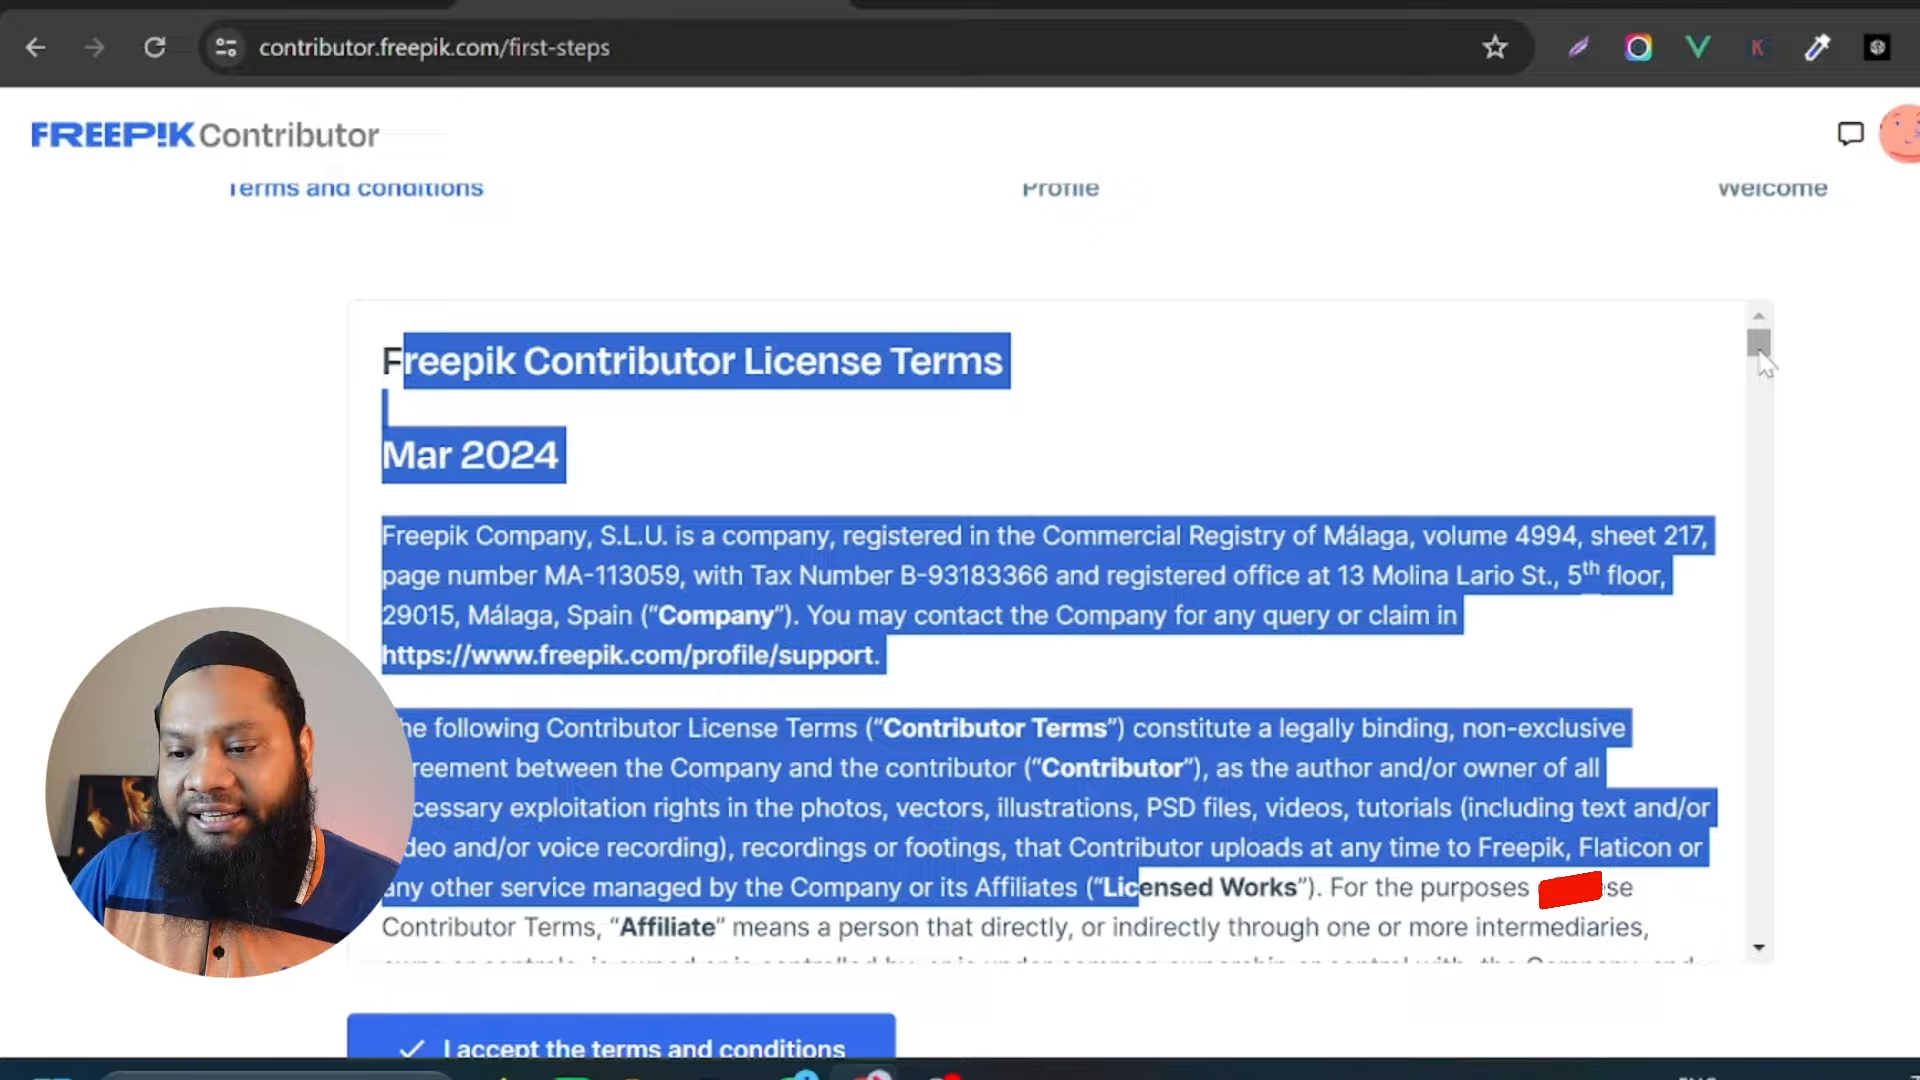 contributor.freepik.com/first-steps
K
FREEPIK Contributor
Terms and conditions
Profile
Welcome
Freepik Contributor License Terms
Mar 2024
Freepik Company, S.L.U. is a company, registered in the Commercial Registry of Málaga, volume 4994, sheet 217,
page number MA-113059, with Tax Number B-93183366 and registered office at 13 Molina Lario St., 5th floor,
29015, Málaga, Spain (“Company”). You may contact the Company for any query or claim in
https://www.freepik.com/profile/support.
he following Contributor License Terms (“Contributor Terms”) constitute a legally binding, non-exclusive
reement between the Company and the contributor (“Contributor”), as the author and/or owner of all
cessary exploitation rights in the photos, vectors, illustrations, PSD files, videos, tutorials (including text and/or
deo and/or voice recording), recordings or footings, that Contributor uploads at any time to Freepik, Flaticon or
any other service managed by the Company or its Affiliates (“Licensed Works”). For the purposes se
Contributor Terms, “Affiliate” means a person that directly, or indirectly through one or more intermediaries,
I accept the terms and conditions